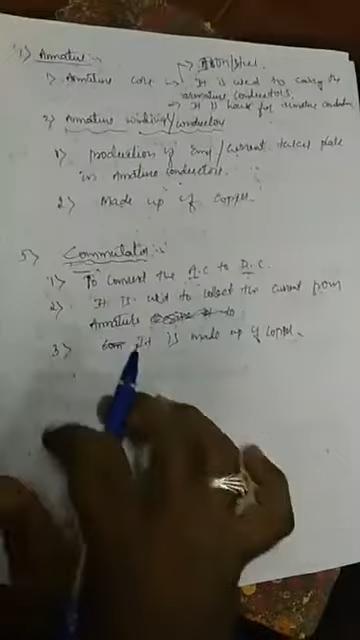 4) Armature :-
→ Iron/steel.
1) Armature core → It is used to carry the
armature conductors.
→ It is house for armature conductors
2) Armature winding/conductor
1) production of Emf/current takes place
in Armature conductors.
2) Made up of Copper.
5) Commutator :-
1) To convert the A.C to D.C.
2) It is used to collect the current from
Armature
3) It is made up of Copper.